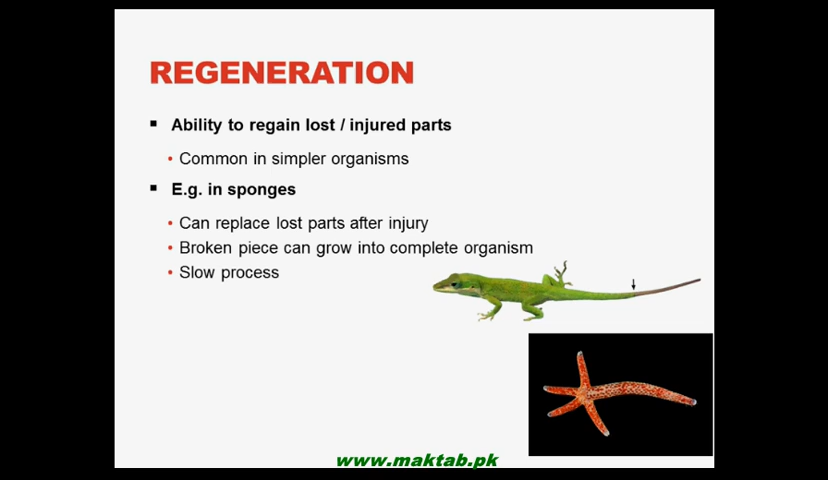 REGENERATION
▪ Ability to regain lost / injured parts
• Common in simpler organisms
▪ E.g. in sponges
• Can replace lost parts after injury
• Broken piece can grow into complete organism
• Slow process
www.maktab.pk